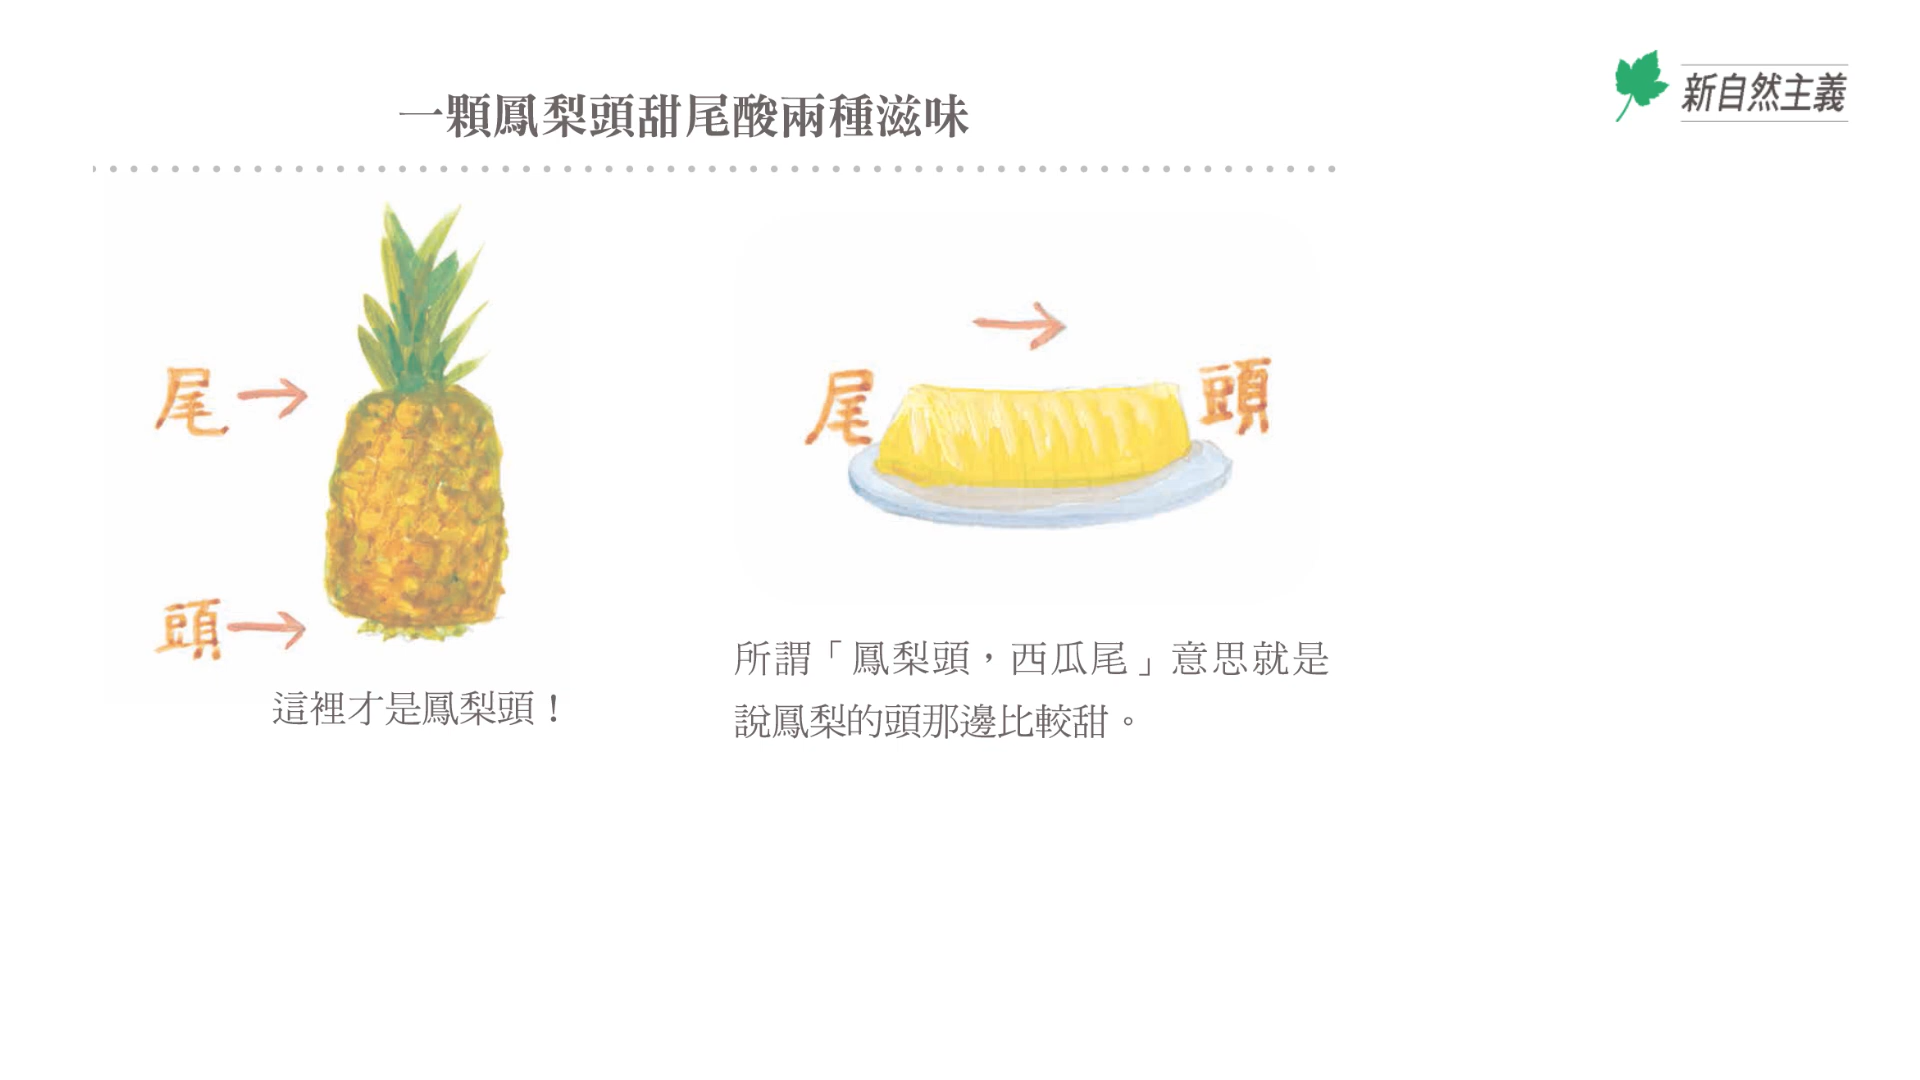 新自然主義
一顆鳳梨頭甜尾酸兩種滋味
尾
頭
這裡才是鳳梨頭！
尾
頭
所謂「鳳梨頭，西瓜尾」意思就是
說鳳梨的頭那邊比較甜。